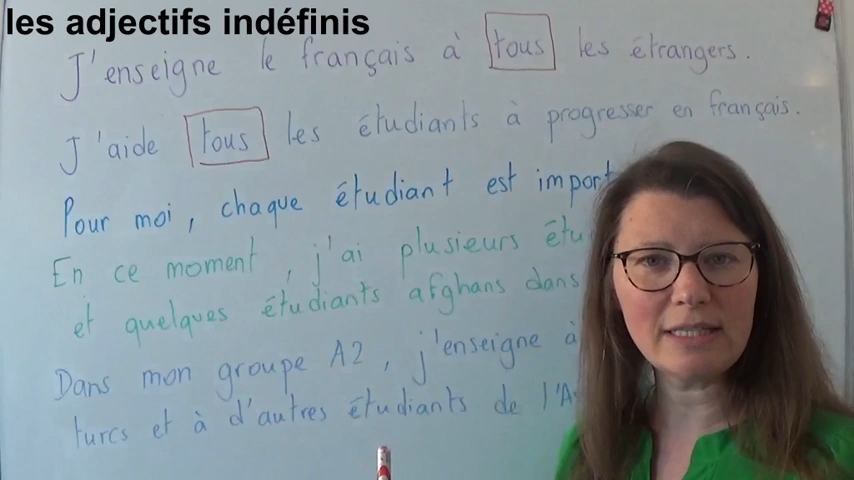 les adjectifs indéfinis
J'enseigne le français à tous les étrangers.
J'aide tous les étudiants à progresser en français.
Pour moi, chaque étudiant est import
En ce moment, j'ai plusieurs étu
et quelques étudiants afghans dans
Dans mon groupe A2, j'enseigne à
turcs et à d'autres étudiants de l'A